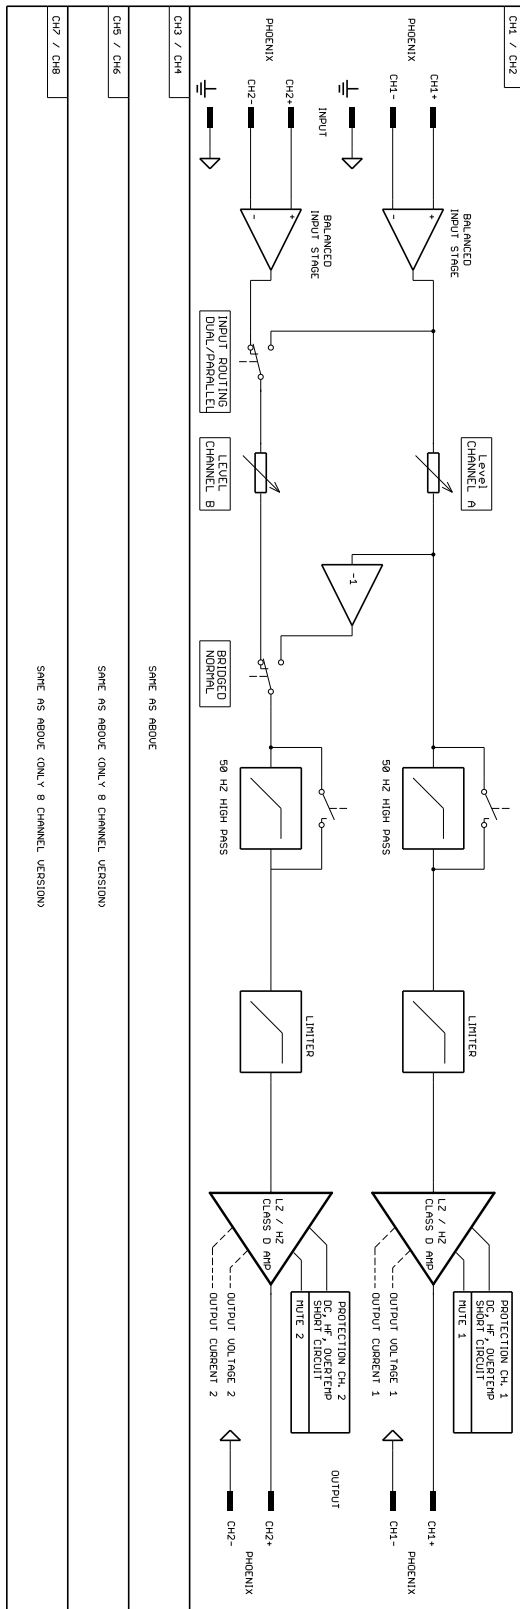 CH1 / CH2
PHOENIX
CH1+
CH1-
BALANCED
INPUT STAGE
+
-
Level
CHANNEL A
50 HZ HIGH PASS
LIMITER
LZ / HZ
CLASS D AMP
PROTECTION CH. 1
DC, HF, OVERTEMP
SHORT CIRCUIT
MUTE 1
OUTPUT VOLTAGE 1
OUTPUT CURRENT 1
CH1+
CH1-
PHOENIX
INPUT
-1
OUTPUT
PHOENIX
CH2+
CH2-
BALANCED
INPUT STAGE
+
-
INPUT ROUTING
DUAL/PARALLEL
LEVEL
CHANNEL B
BRIDGED
NORMAL
50 HZ HIGH PASS
LIMITER
LZ / HZ
CLASS D AMP
PROTECTION CH. 2
DC, HF, OVERTEMP
SHORT CIRCUIT
MUTE 2
OUTPUT VOLTAGE 2
OUTPUT CURRENT 2
CH2+
CH2-
PHOENIX
CH3 / CH4
SAME AS ABOVE
CH5 / CH6
SAME AS ABOVE (ONLY 8 CHANNEL VERSION)
CH7 / CH8
SAME AS ABOVE (ONLY 8 CHANNEL VERSION)